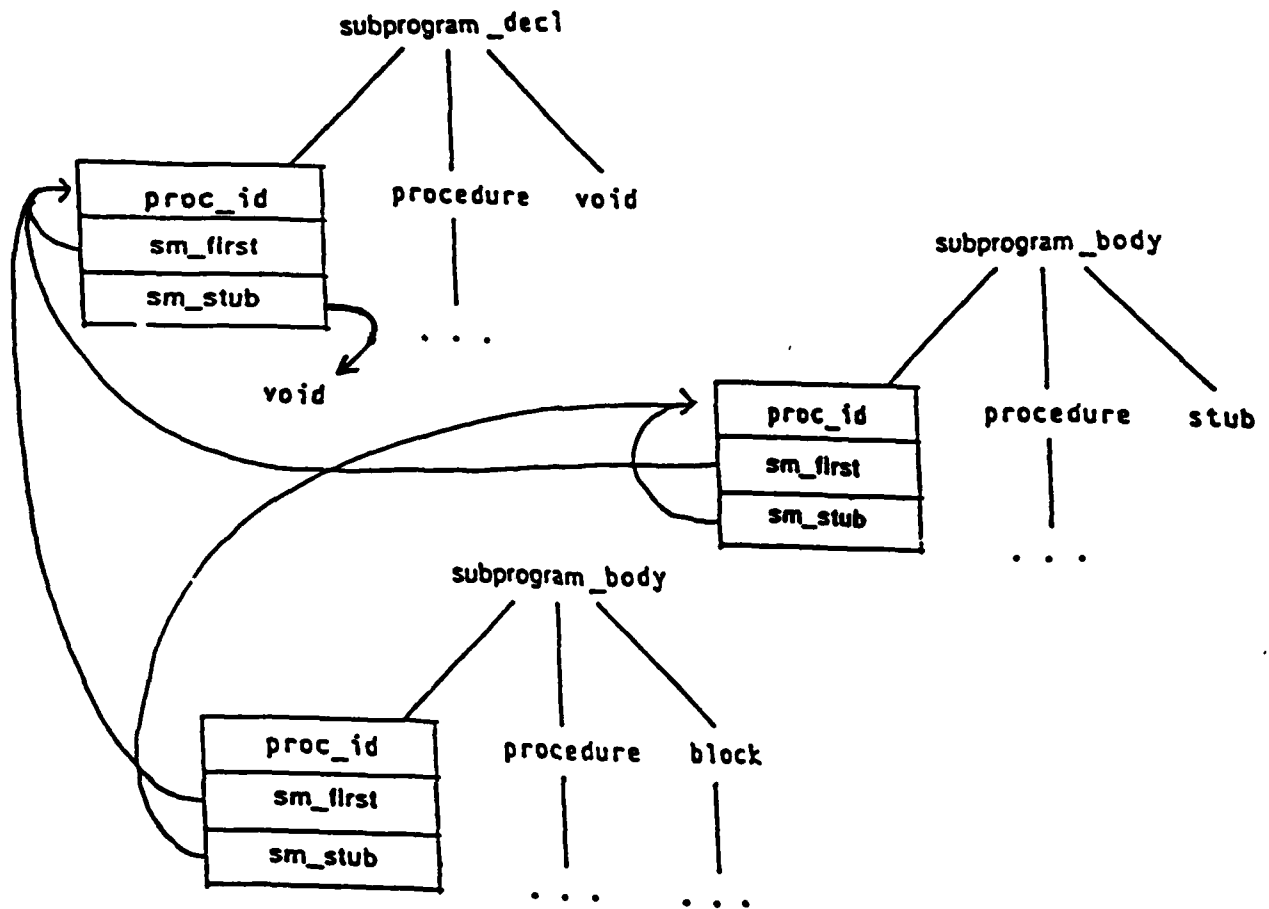 subprogram_decl
proc_id
procedure
void
sm_first
sm_stub
. . .
void
subprogram_body
proc_id
procedure
stub
sm_first
sm_stub
. . .
subprogram_body
proc_id
procedure
block
sm_first
sm_stub
. . .
. . .